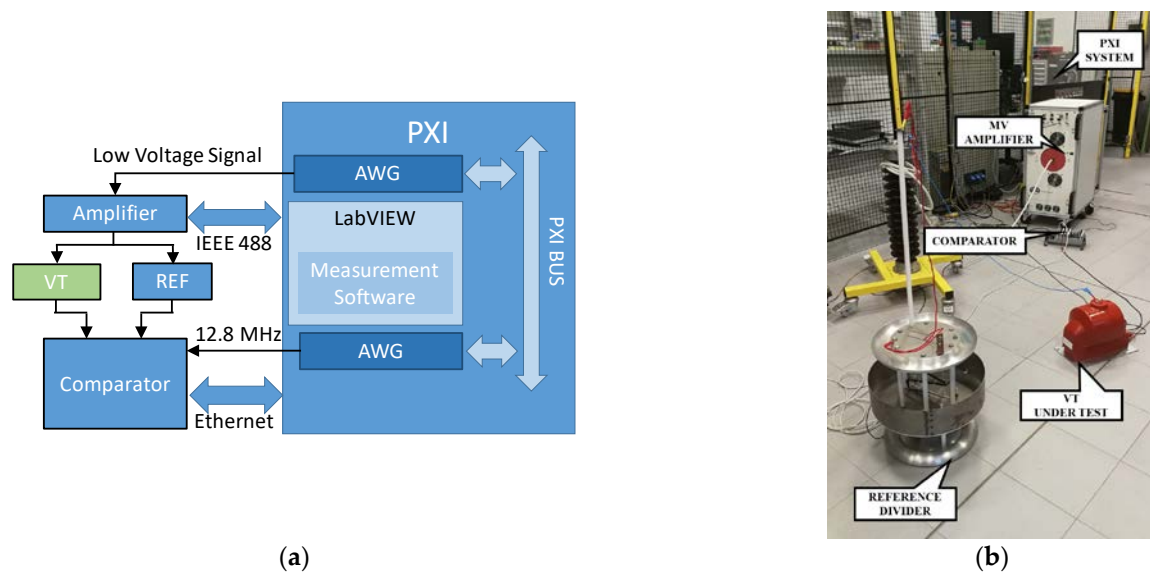 PXI
Low Voltage Signal
AWG
Amplifier
LabVIEW
IEEE 488
VT
REF
Measurement
Software
PXI BUS
12.8 MHz
AWG
Comparator
Ethernet
(a)
PXI
SYSTEM
MV
AMPLIFIER
COMPARATOR
VT
UNDER TEST
REFERENCE
DIVIDER
(b)